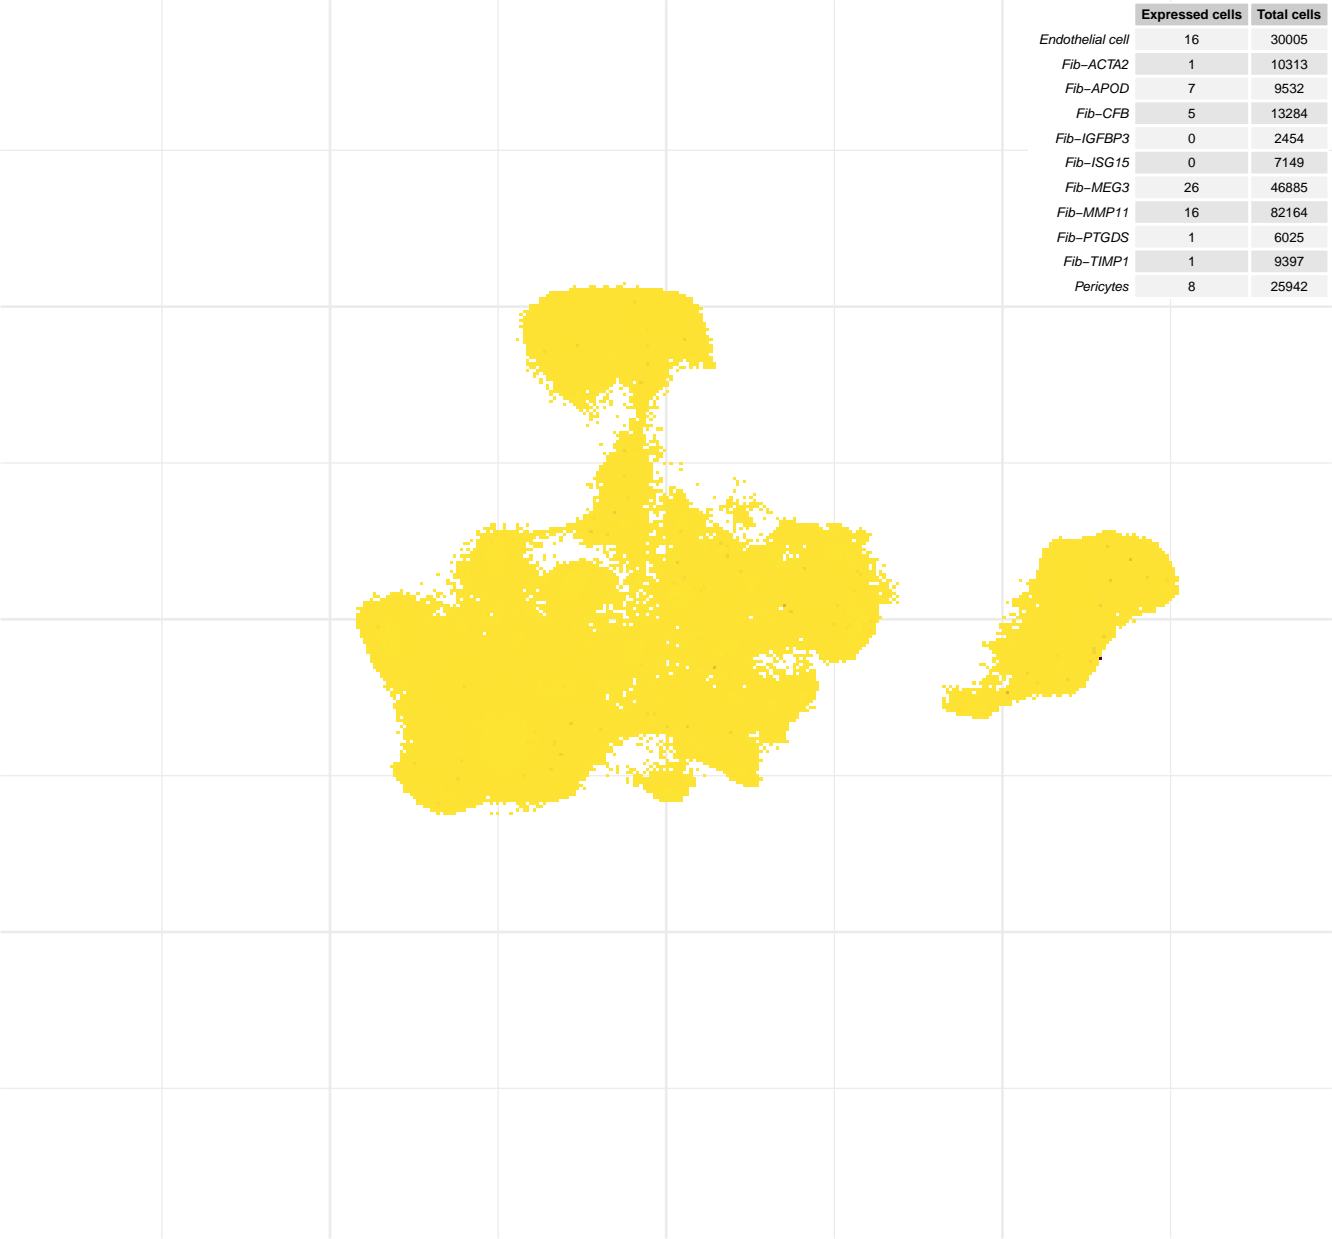 Expressed cells Total cells
Endothelial cell 16 30005
Fib−ACTA2 1 10313
Fib−APOD 7 9532
Fib−CFB 5 13284
Fib−IGFBP3 0 2454
Fib−ISG15 0 7149
Fib−MEG3 26 46885
Fib−MMP11 16 82164
Fib−PTGDS 1 6025
Fib−TIMP1 1 9397
Pericytes 8 25942